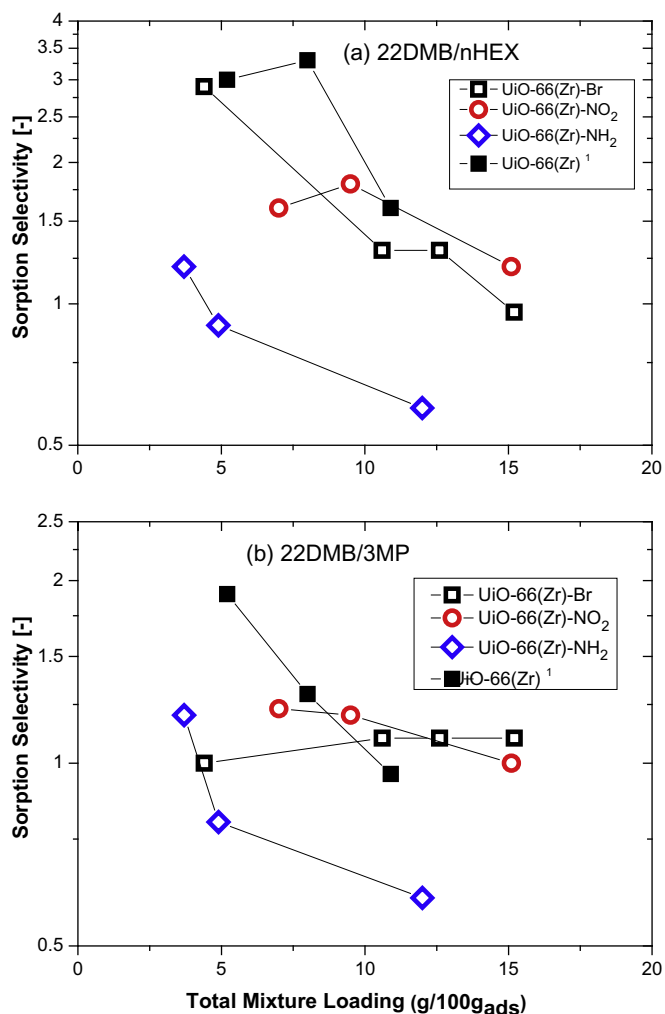 4
3.5
3
2.5
2
1.5
1
0.5
Sorption Selectivity [-]
(a) 22DMB/nHEX
UiO-66(Zr)-Br
UiO-66(Zr)-NO2
UiO-66(Zr)-NH2
UiO-66(Zr) 1
0 5 10 15 20
2.5
2
1.5
1
0.5
Sorption Selectivity [-]
(b) 22DMB/3MP
UiO-66(Zr)-Br
UiO-66(Zr)-NO2
UiO-66(Zr)-NH2
UiO-66(Zr) 1
0 5 10 15 20
Total Mixture Loading (g/100gads)